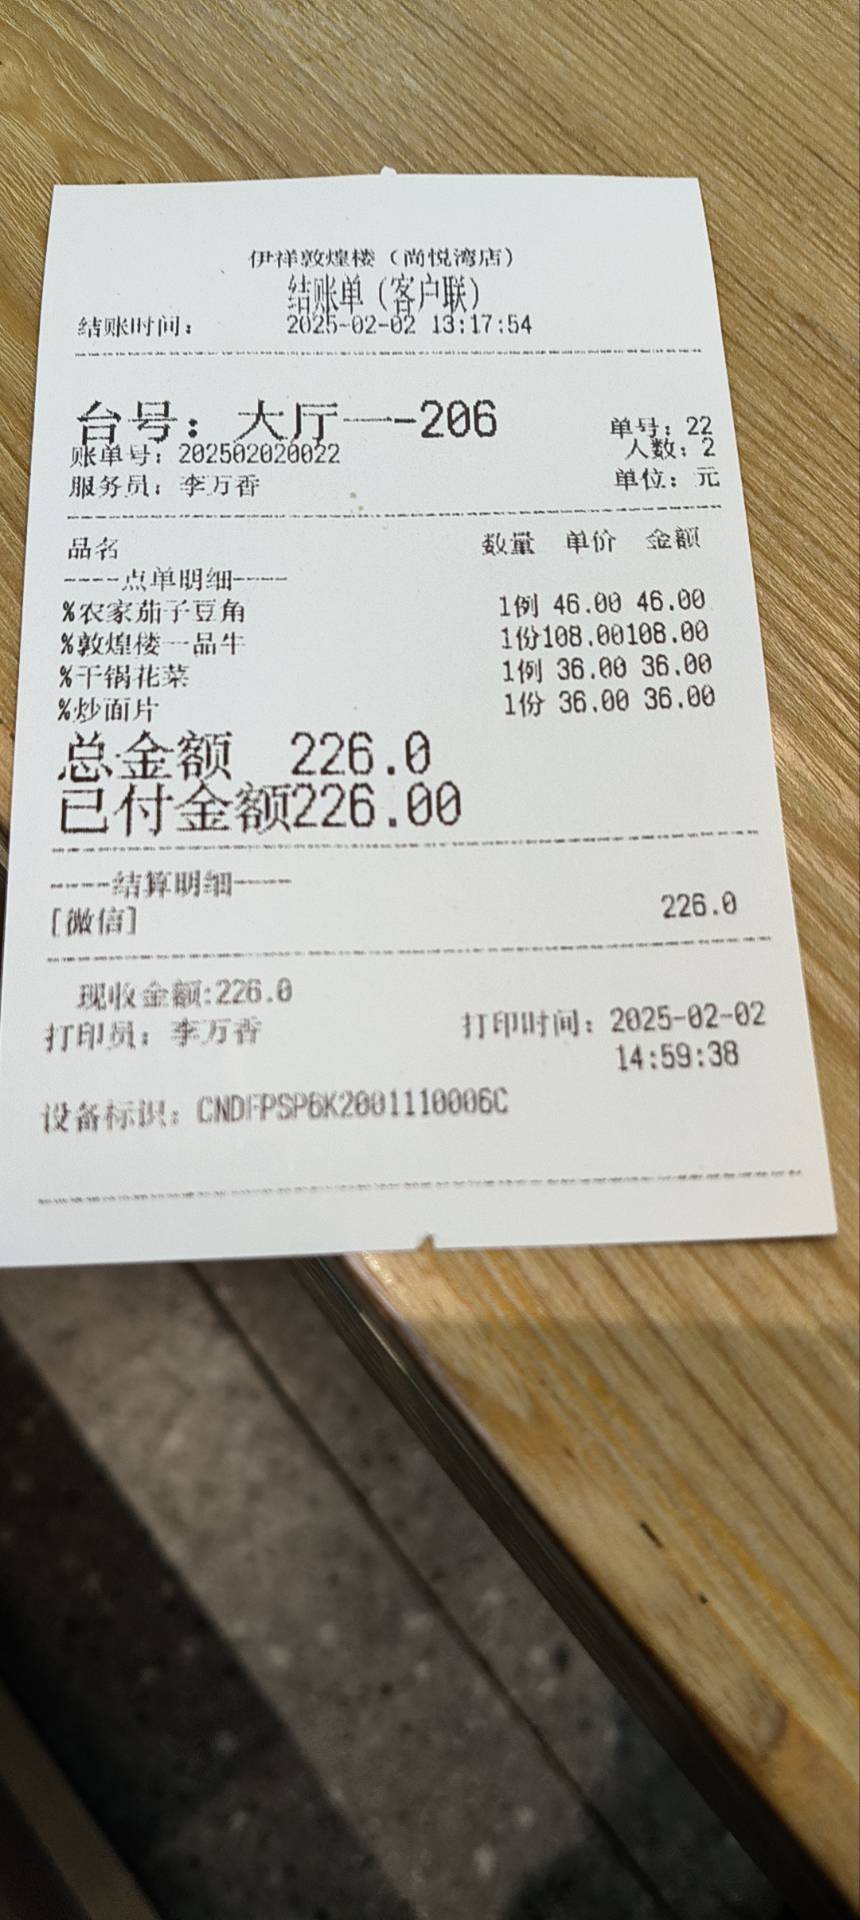 伊祥敦煌楼（尚悦湾店）
结账单（客户联）
结账时间： 2025-02-02 13:17:54
台号：大厅一-206 单号：22
账单号：202502020022 人数：2
服务员：李万香 单位：元
品名 数量 单价 金额
----点单明细----
%农家茄子豆角 1例 46.00 46.00
%敦煌楼一品牛 1份108.00108.00
%干锅花菜 1例 36.00 36.00
%炒面片 1份 36.00 36.00
总金额 226.0
已付金额226.00
----结算明细----
[微信] 226.0
现收金额:226.0
打印员：李万香 打印时间：2025-02-02
14:59:38
设备标识：CNDFPSP6K2001110006C